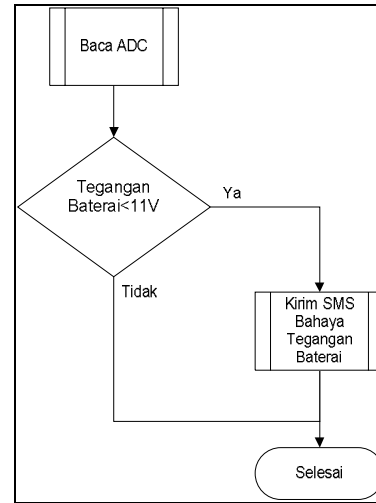 Baca ADC
Tegangan
Baterai<11V
Ya
Tidak
Kirim SMS
Bahaya
Tegangan
Baterai
Selesai